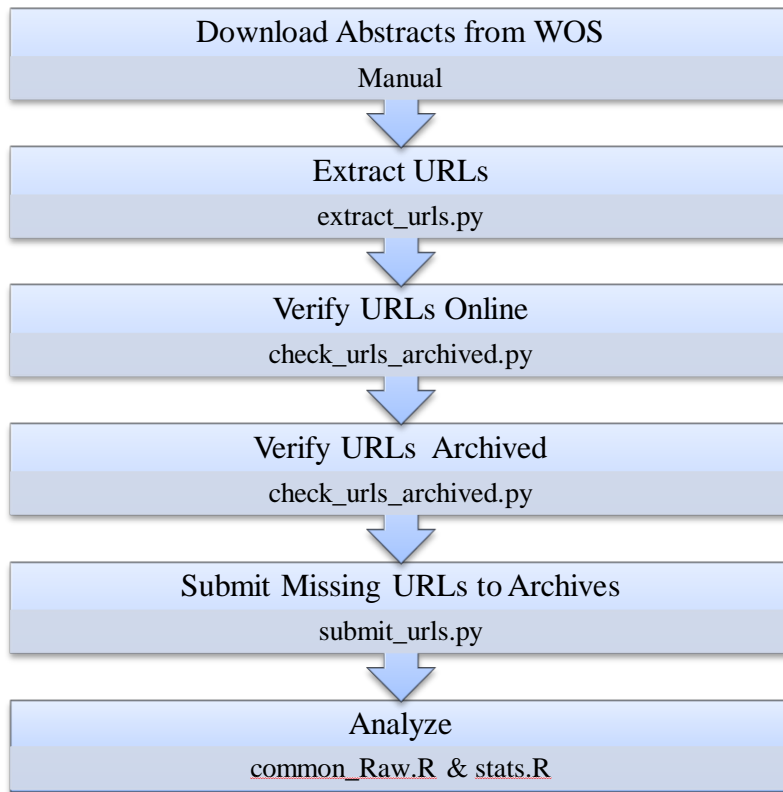 Download Abstracts from WOS
Manual
Extract URLs
extract_urls.py
Verify URLs Online
check_urls_archived.py
Verify URLs Archived
check_urls_archived.py
Submit Missing URLs to Archives
submit_urls.py
Analyze
common_Raw.R & stats.R